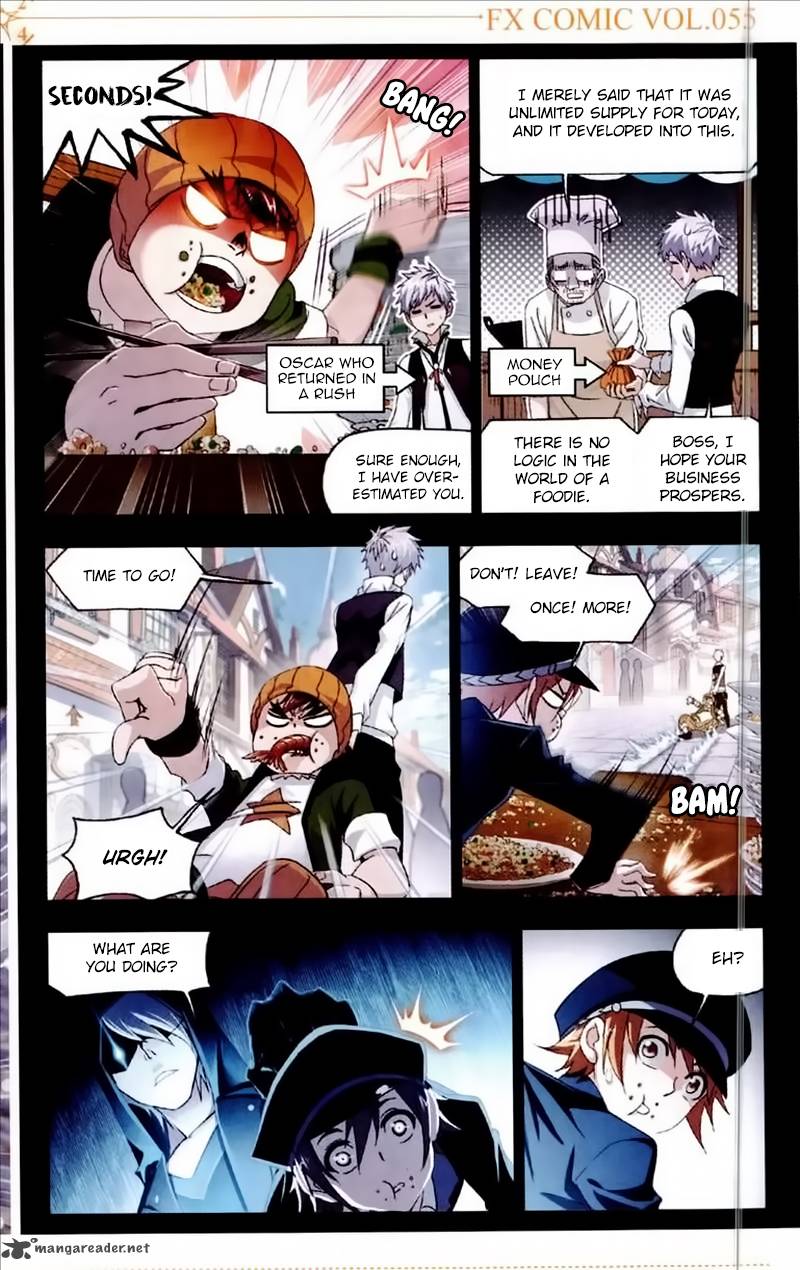 FX COMIC VOL.055
24
SECONDS!
BANG!
OSCAR WHO
RETURNED IN
A RUSH
SURE ENOUGH,
I HAVE OVER-
ESTIMATED YOU.
I MERELY SAID THAT IT WAS
UNLIMITED SUPPLY FOR TODAY,
AND IT DEVELOPED INTO THIS.
MONEY
POUCH
THERE IS NO
LOGIC IN THE
WORLD OF A
FOODIE.
BOSS, I
HOPE YOUR
BUSINESS
PROSPERS.
TIME TO GO!
URGH!
DON'T! LEAVE!
ONCE! MORE!
BAM!
WHAT ARE
YOU DOING?
EH?
mangareader.net